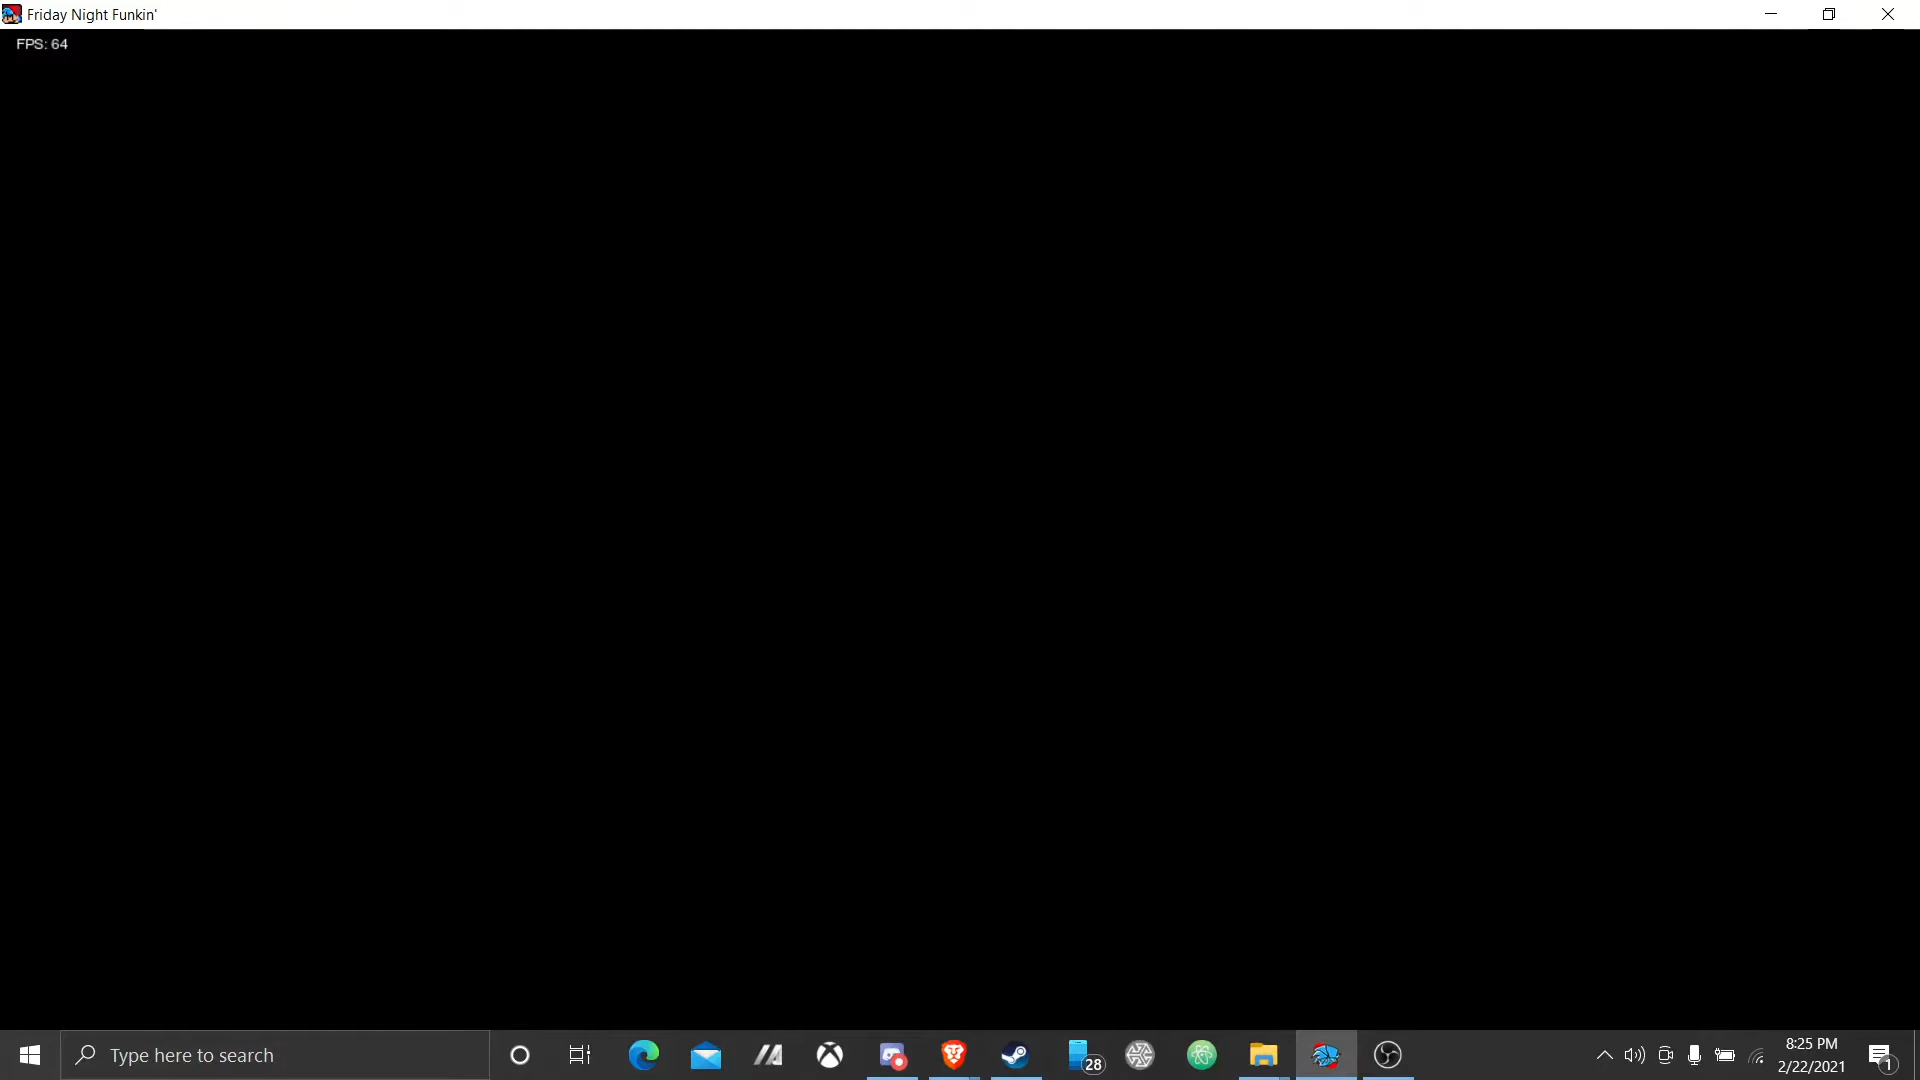 Friday Night Funkin'
FPS: 64
Type here to search
28
8:25 PM
2/22/2021
1